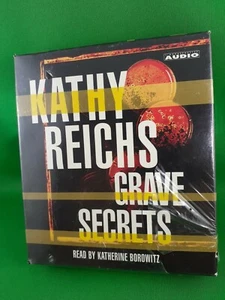 AUDIO
KATHY
REICHS
GRAVE
SECRETS
READ BY KATHERINE BOROWITZ